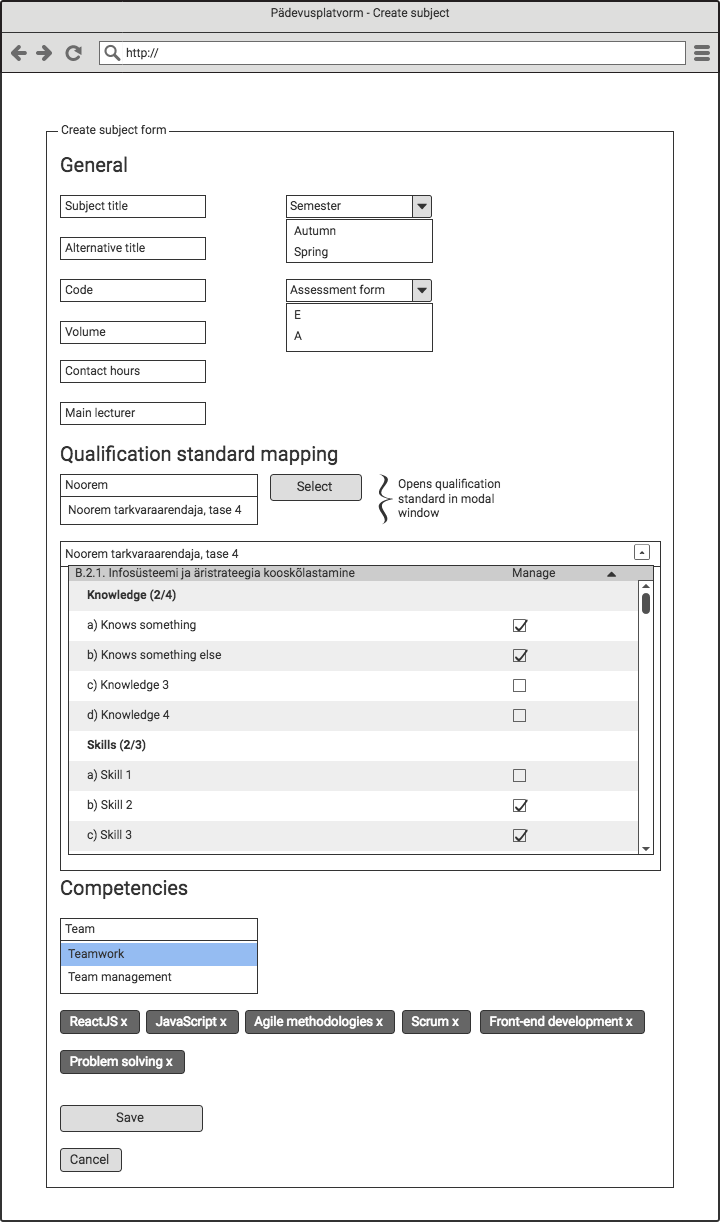 Pädevusplatvorm - Create subject
http://
Create subject form
General
Subject title
Semester
Autumn
Alternative title
Spring
Code
Assessment form
E
Volume
A
Contact hours
Main lecturer
Qualification standard mapping
Noorem
Select
Opens qualification
standard in modal
window
Noorem tarkvaraarendaja, tase 4
Noorem tarkvaraarendaja, tase 4
B.2.1. Infosüsteemi ja äristrateegia kooskõlastamine
Manage
Knowledge (2/4)
a) Knows something
b) Knows something else
c) Knowledge 3
d) Knowledge 4
Skills (2/3)
a) Skill 1
b) Skill 2
c) Skill 3
Competencies
Team
Teamwork
Team management
ReactJS x
JavaScript x
Agile methodologies x
Scrum x
Front-end development x
Problem solving x
Save
Cancel